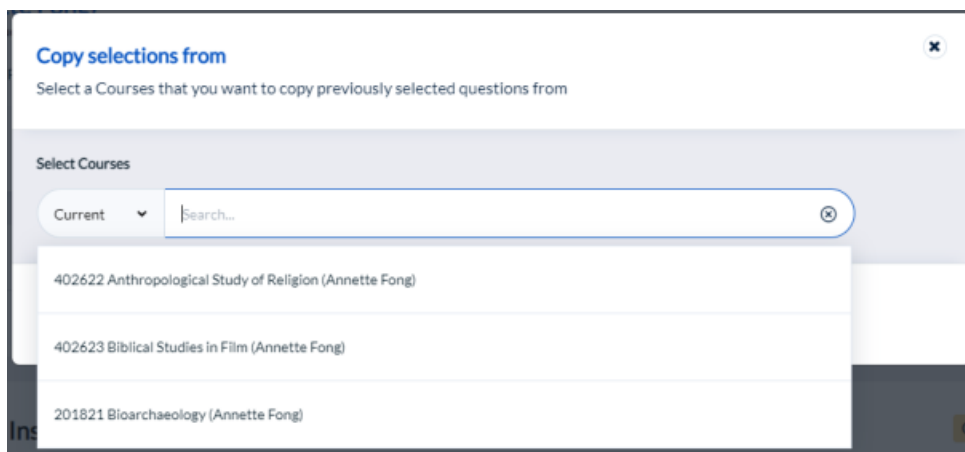 Copy selections from
Select a Courses that you want to copy previously selected questions from
Select Courses
Current Search...
402622 Anthropological Study of Religion (Annette Fong)
402623 Biblical Studies in Film (Annette Fong)
201821 Bioarchaeology (Annette Fong)
Ins